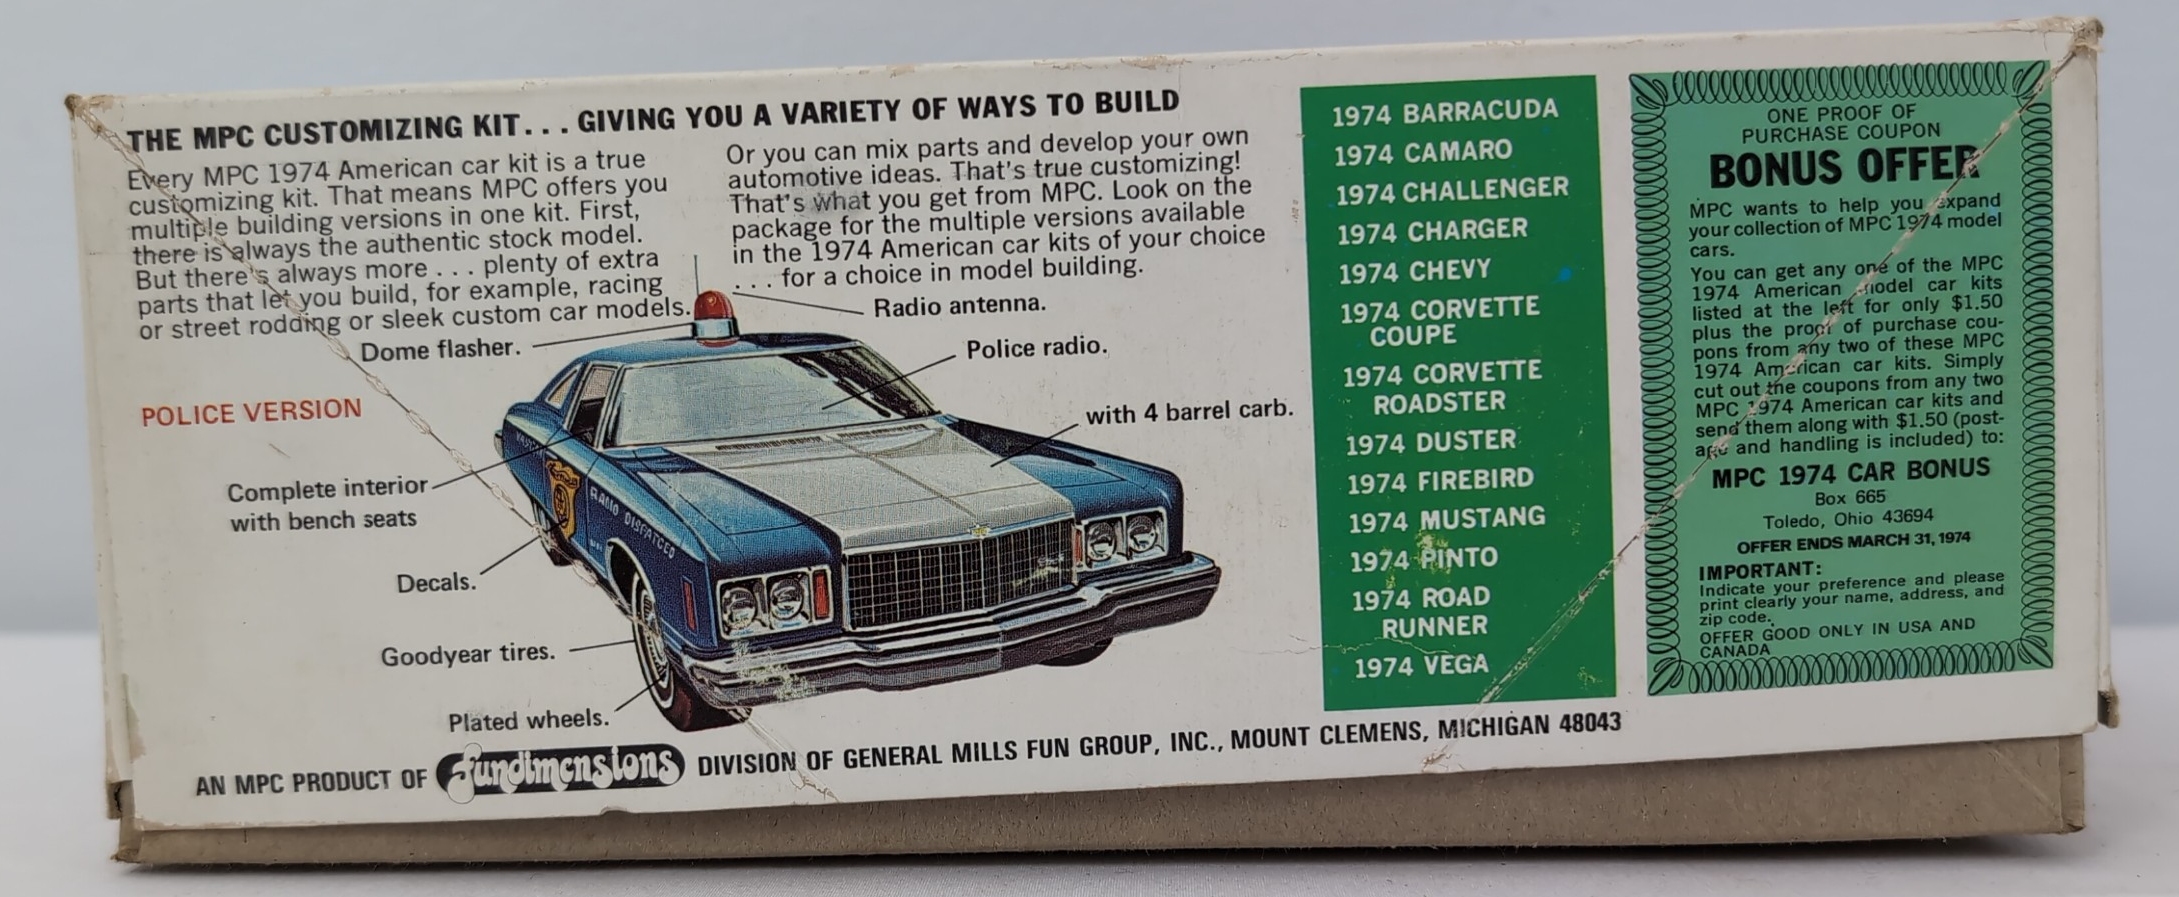 THE MPC CUSTOMIZING KIT... GIVING YOU A VARIETY OF WAYS TO BUILD
Every MPC 1974 American car kit is a true
customizing kit. That means MPC offers you
multiple building versions in one kit. First,
there is always the authentic stock model.
But there's always more . . . plenty of extra
parts that let you build, for example, racing
or street rodding or sleek custom car models.
Or you can mix parts and develop your own
automotive ideas. That's true customizing!
That's what you get from MPC. Look on the
package for the multiple versions available
in the 1974 American car kits of your choice
. . . for a choice in model building.
Radio antenna.
Dome flasher.
Police radio.
POLICE VERSION
with 4 barrel carb.
Complete interior
with bench seats
RADIO DISPATCED
Decals.
Goodyear tires.
Plated wheels.
AN MPC PRODUCT OF fundimensions DIVISION OF GENERAL MILLS FUN GROUP, INC., MOUNT CLEMENS, MICHIGAN 48043
1974 BARRACUDA
1974 CAMARO
1974 CHALLENGER
1974 CHARGER
1974 CHEVY
1974 CORVETTE
COUPE
1974 CORVETTE
ROADSTER
1974 DUSTER
1974 FIREBIRD
1974 MUSTANG
1974 PINTO
1974 ROAD
RUNNER
1974 VEGA
ONE PROOF OF
PURCHASE COUPON
BONUS OFFER
MPC wants to help you expand
your collection of MPC 1974 model
cars.
You can get any one of the MPC
1974 American model car kits
listed at the left for only $1.50
plus the proof of purchase cou-
pons from any two of these MPC
1974 American car kits. Simply
cut out the coupons from any two
MPC 1974 American car kits and
send them along with $1.50 (post-
age and handling is included) to:
MPC 1974 CAR BONUS
Box 665
Toledo, Ohio 43694
OFFER ENDS MARCH 31, 1974
IMPORTANT:
Indicate your preference and please
print clearly your name, address, and
zip code.
OFFER GOOD ONLY IN USA AND
CANADA